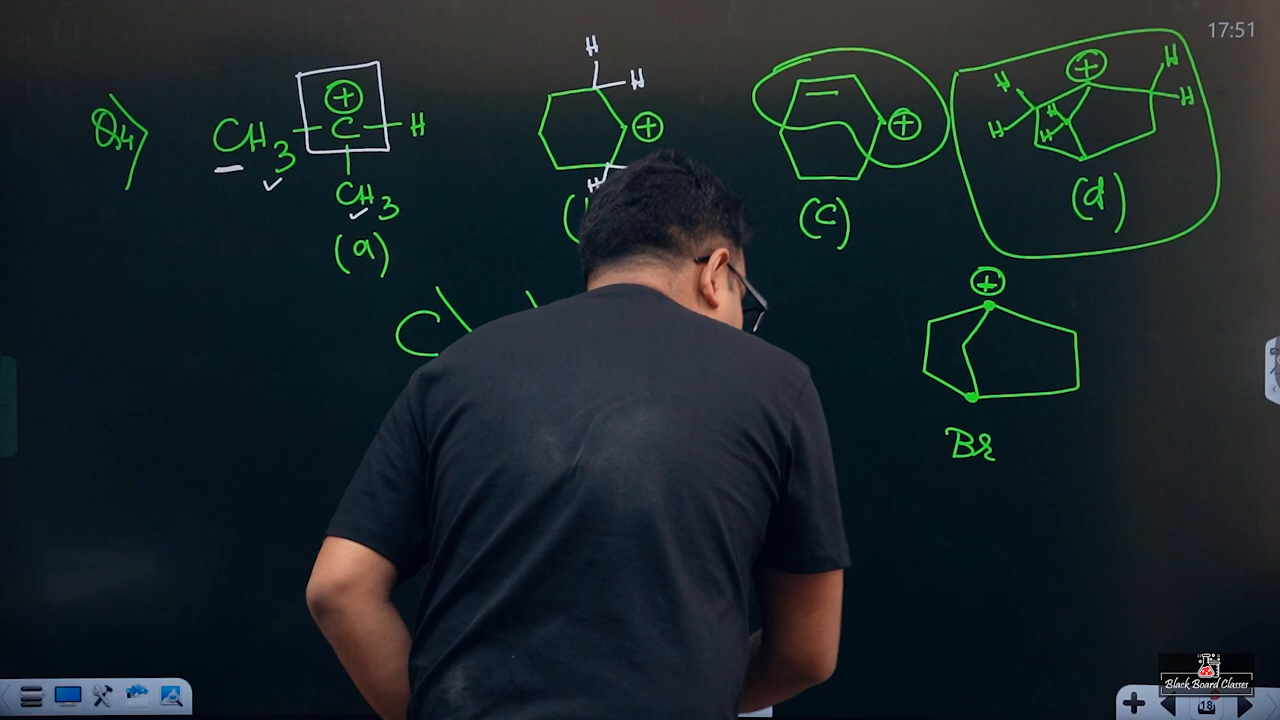 17:51
Q4)
CH3 C H
CH3
(a)
H
H
H
(c)
H
H
H
H
H
H
(d)
C
Br
18
Black Board Classes